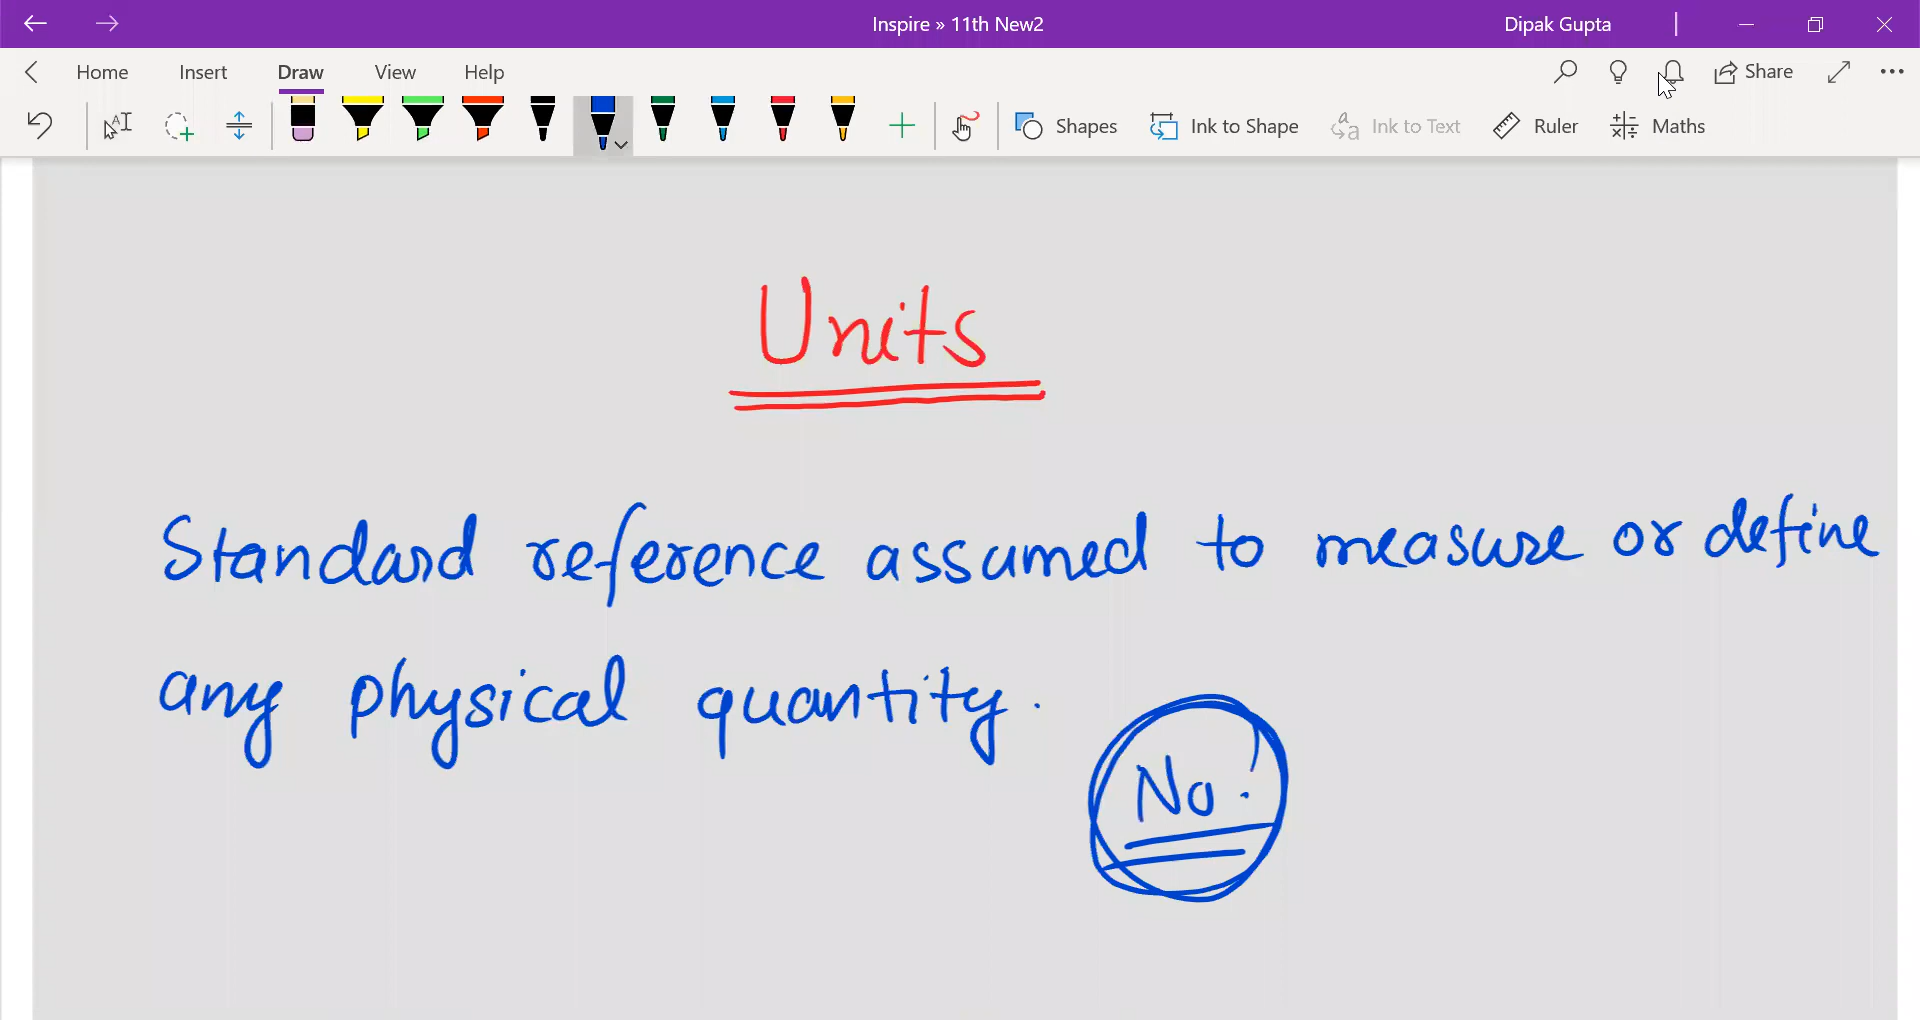 Inspire » 11th New2
Dipak Gupta
Home Insert Draw View Help
Share
Shapes Ink to Shape Ink to Text Ruler Maths
Units
Standard reference assumed to measure or define
any physical quantity.
No.